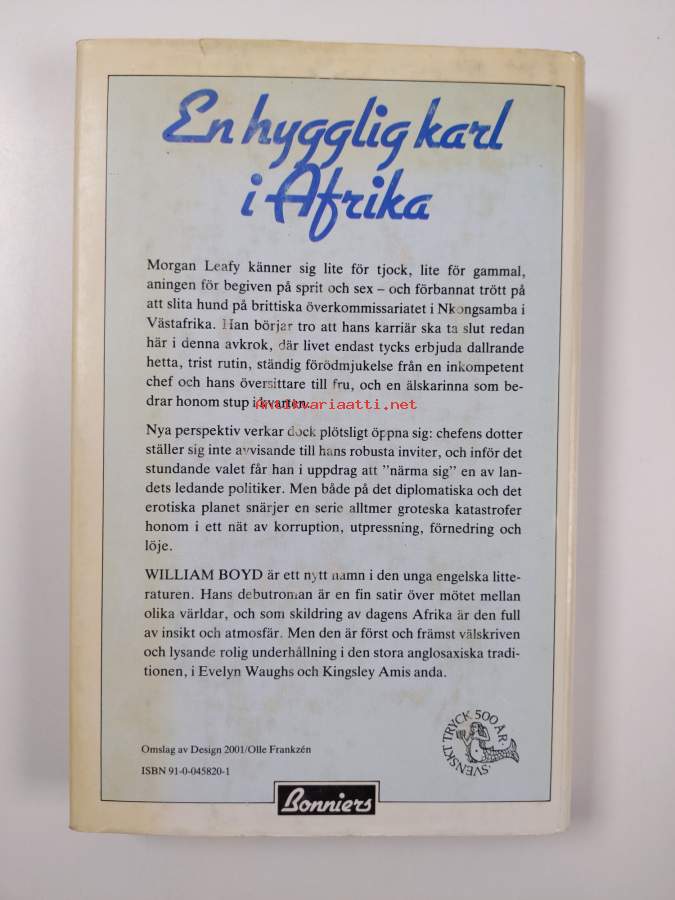 En hygglig karl
i Afrika
Morgan Leafy känner sig lite för tjock, lite för gammal,
aningen för begiven på sprit och sex – och förbannat trött på
att slita hund på brittiska överkommissariatet i Nkongsamba i
Västafrika. Han börjar tro att hans karriär ska ta slut redan
här i denna avkrok, där livet endast tycks erbjuda dallrande
hetta, trist rutin, ständig förödmjukelse från en inkompetent
chef och hans översittare till fru, och en älskarinna som be-
drar honom stup i kvarten.
Antikvariaatti.net
Nya perspektiv verkar dock plötsligt öppna sig: chefens dotter
ställer sig inte avvisande till hans robusta inviter, och inför det
stundande valet får han i uppdrag att ”närma sig” en av lan-
dets ledande politiker. Men både på det diplomatiska och det
erotiska planet snärjer en serie alltmer groteska katastrofer
honom i ett nät av korruption, utpressning, förnedring och
löje.
WILLIAM BOYD är ett nytt namn i den unga engelska litte-
raturen. Hans debutroman är en fin satir över mötet mellan
olika världar, och som skildring av dagens Afrika är den full
av insikt och atmosfär. Men den är först och främst välskriven
och lysande rolig underhållning i den stora anglosaxiska tradi-
tionen, i Evelyn Waughs och Kingsley Amis anda.
SVENSKT TRYCK 500 ÅR
Omslag av Design 2001/Olle Frankzén
ISBN 91-0-045820-1
Bonniers